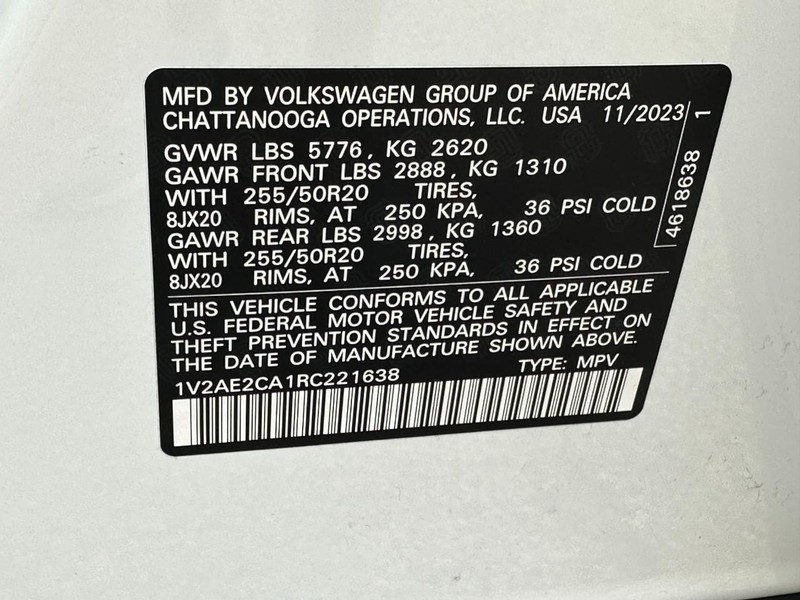 MFD BY VOLKSWAGEN GROUP OF AMERICA
CHATTANOOGA OPERATIONS, LLC. USA 11/2023
GVWR LBS 5776, KG 2620
GAWR FRONT LBS 2888, KG 1310
WITH 255/50R20 TIRES,
8JX20 RIMS, AT 250 KPA, 36 PSI COLD
GAWR REAR LBS 2998, KG 1360
WITH 255/50R20 TIRES,
8JX20 RIMS, AT 250 KPA, 36 PSI COLD
4618638 1
THIS VEHICLE CONFORMS TO ALL APPLICABLE
U.S. FEDERAL MOTOR VEHICLE SAFETY AND
THEFT PREVENTION STANDARDS IN EFFECT ON
THE DATE OF MANUFACTURE SHOWN ABOVE.
1V2AE2CA1RC221638 TYPE: MPV